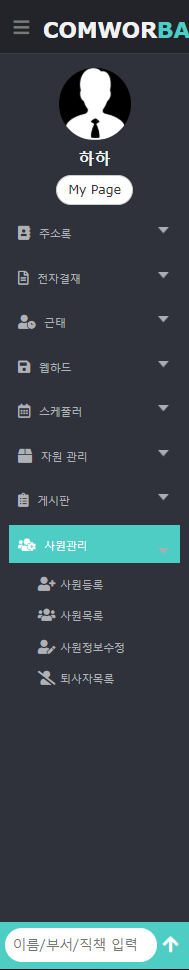 COMWORBA
하하
My Page
주소록
전자결재
근태
웹하드
스케줄러
자원 관리
게시판
사원관리
사원등록
사원목록
사원정보수정
퇴사자목록
이름/부서/직책 입력